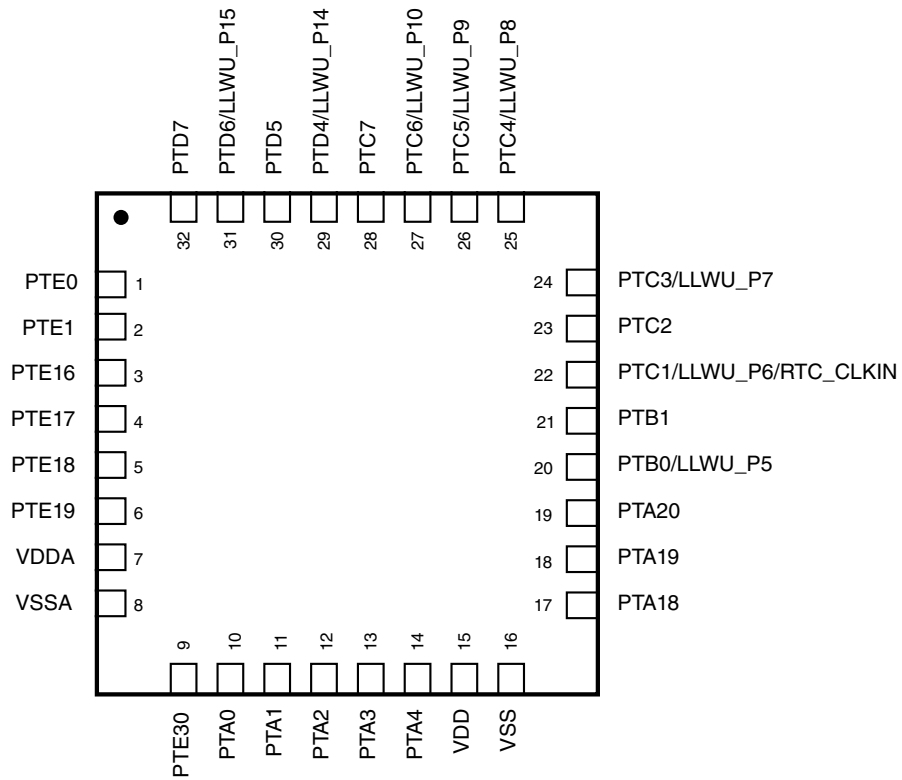 PTD7
PTD6/LLWU_P15
PTD5
PTD4/LLWU_P14
PTC7
PTC6/LLWU_P10
PTC5/LLWU_P9
PTC4/LLWU_P8
32
31
30
29
28
27
26
25
PTE0 1
PTE1 2
PTE16 3
PTE17 4
PTE18 5
PTE19 6
VDDA 7
VSSA 8
24 PTC3/LLWU_P7
23 PTC2
22 PTC1/LLWU_P6/RTC_CLKIN
21 PTB1
20 PTB0/LLWU_P5
19 PTA20
18 PTA19
17 PTA18
9
10
11
12
13
14
15
16
PTE30
PTA0
PTA1
PTA2
PTA3
PTA4
VDD
VSS